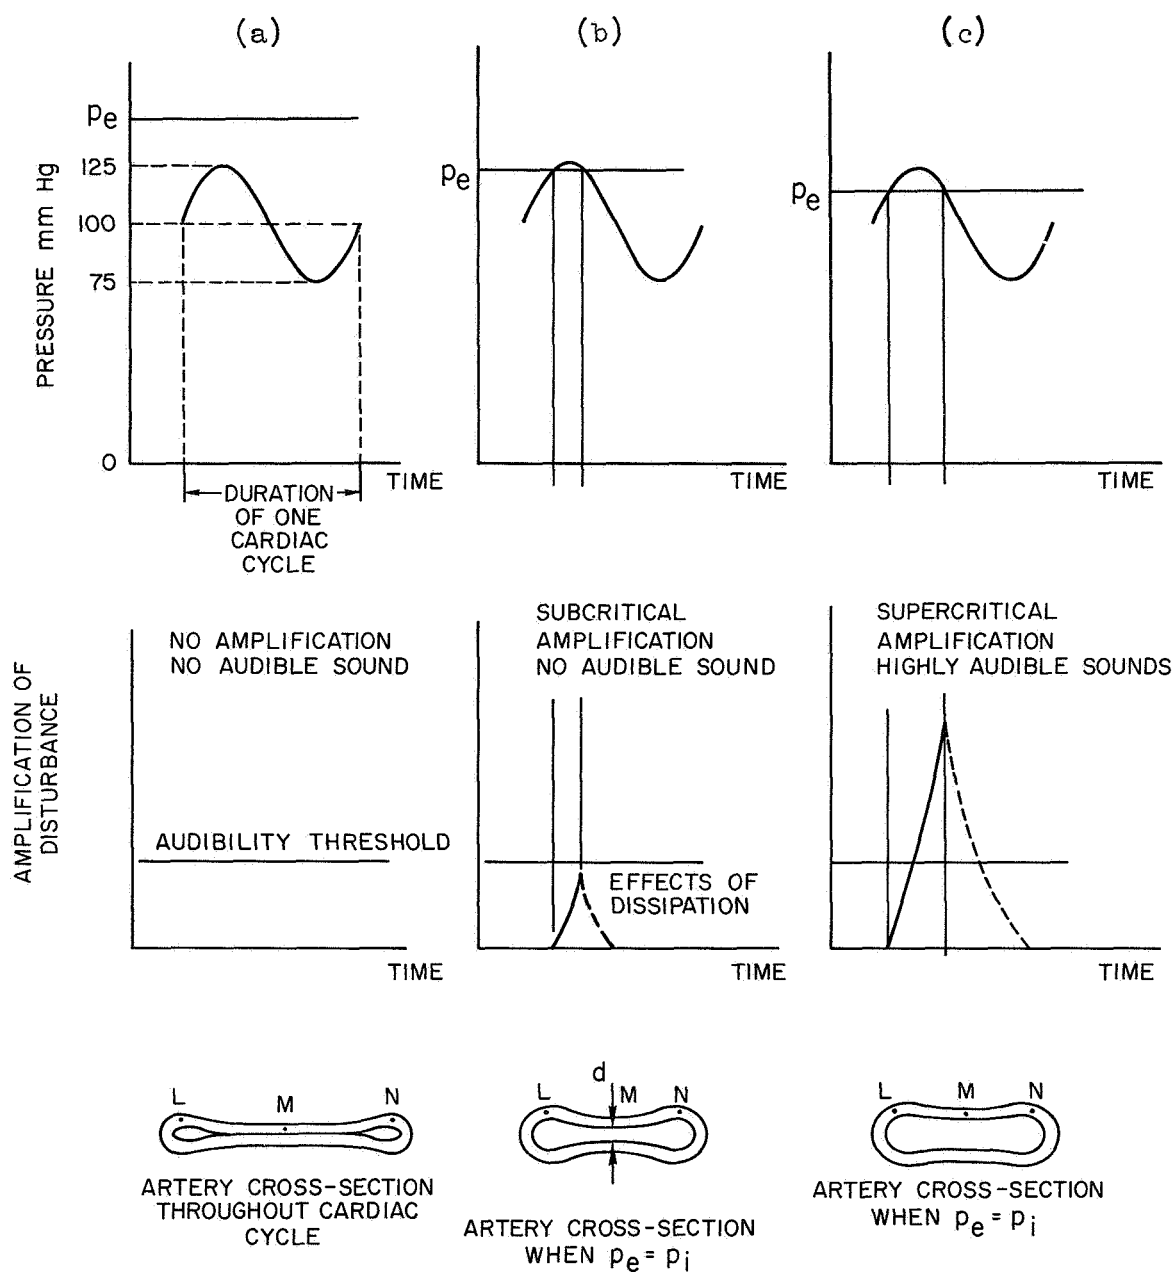 (a)
(b)
(c)
pe
125
100
75
0
PRESSURE mm Hg
TIME
DURATION
OF ONE
CARDIAC
CYCLE
pe
TIME
pe
TIME
AMPLIFICATION OF
DISTURBANCE
NO AMPLIFICATION
NO AUDIBLE SOUND
AUDIBILITY THRESHOLD
TIME
SUBCRITICAL
AMPLIFICATION
NO AUDIBLE SOUND
EFFECTS OF
DISSIPATION
TIME
SUPERCRITICAL
AMPLIFICATION
HIGHLY AUDIBLE SOUNDS
TIME
L
M
N
ARTERY CROSS-SECTION
THROUGHOUT CARDIAC
CYCLE
d
L
M
N
ARTERY CROSS-SECTION
WHEN pe = pi
L
M
N
ARTERY CROSS-SECTION
WHEN pe = pi